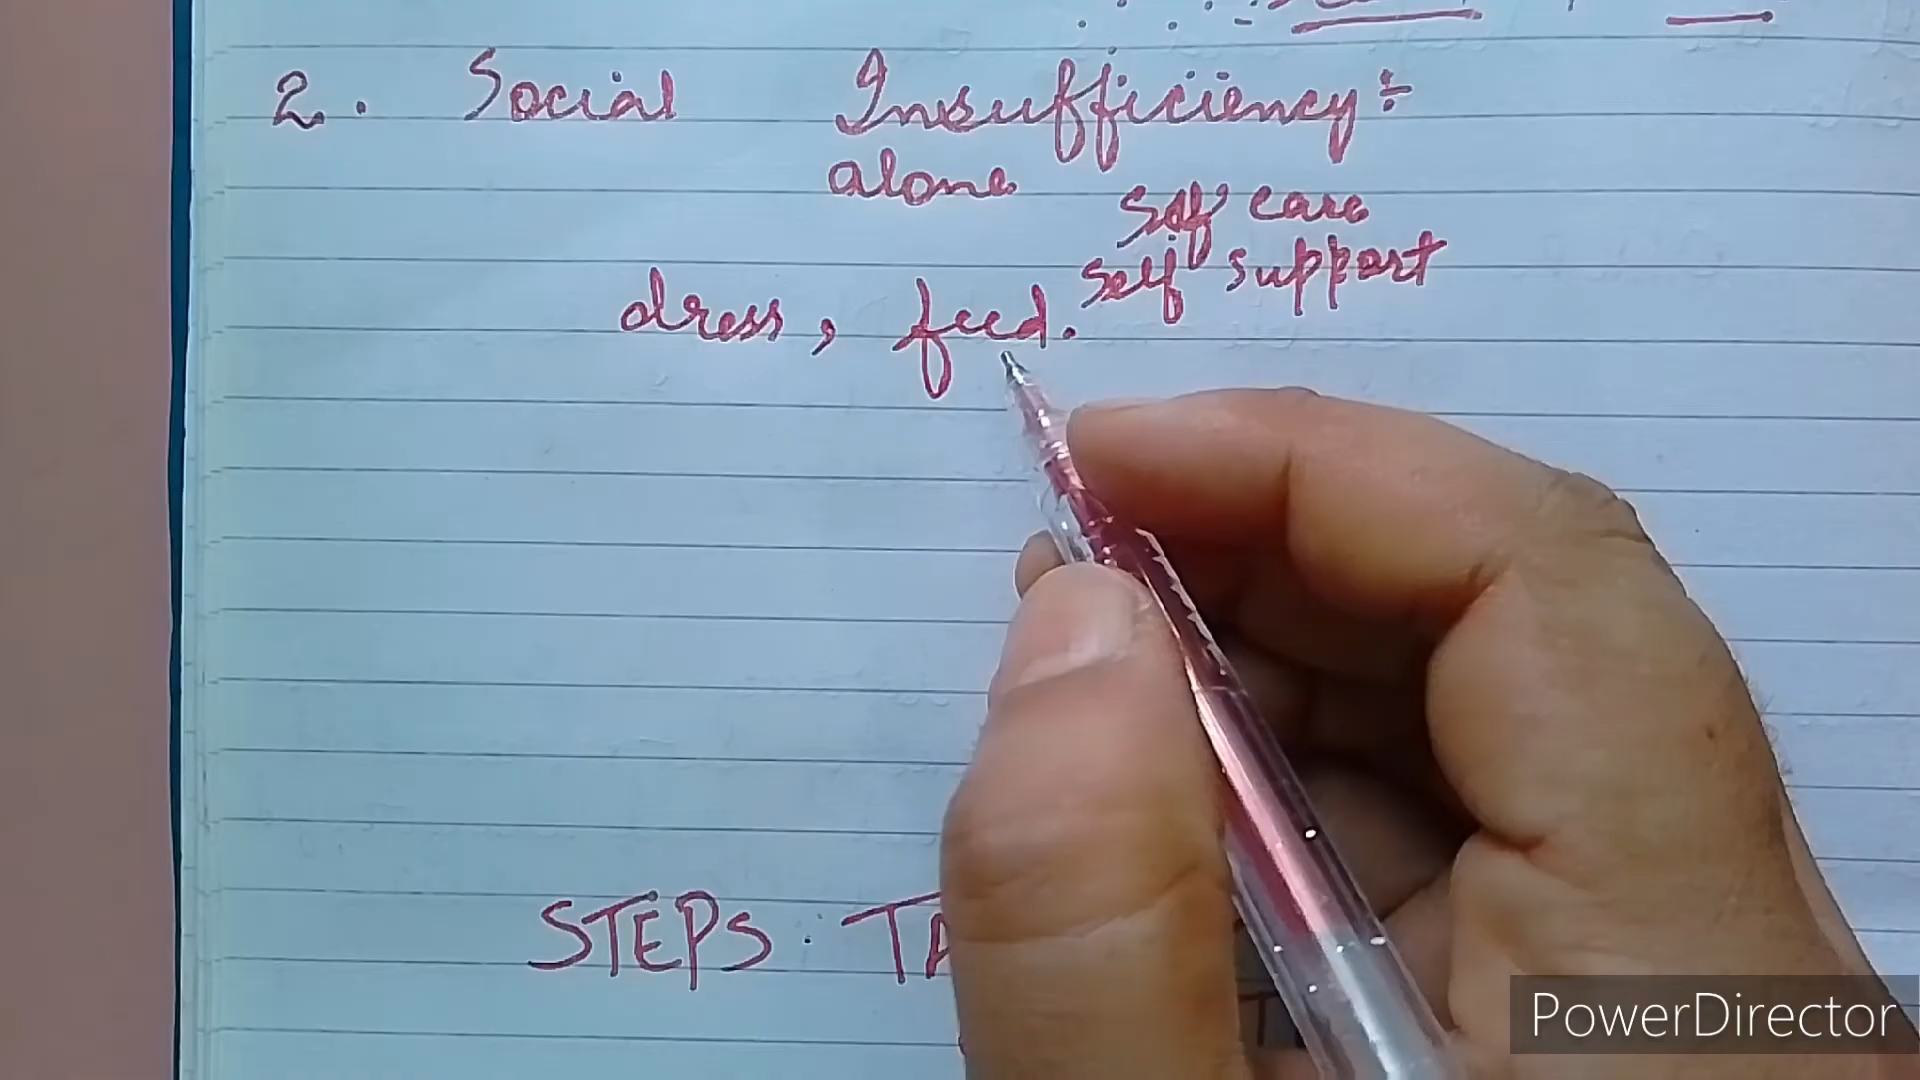 2. Social Insufficiency:-
alone
Self care
self support
dress, feed.
STEPS TA
PowerDirector